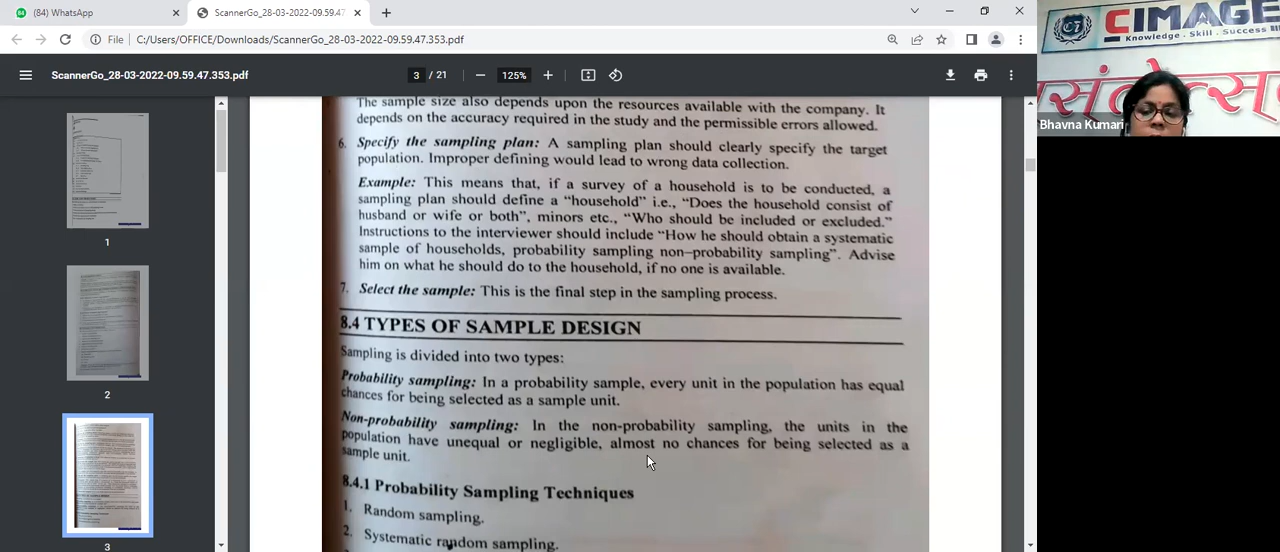 (84) WhatsApp
ScannerGo_28-03-2022-09.59.47.353.pdf
File
C:/Users/OFFICE/Downloads/ScannerGo_28-03-2022-09.59.47.353.pdf
ScannerGo_28-03-2022-09.59.47.353.pdf
3 / 21
125%
1
2
3
The sample size also depends upon the resources available with the company. It
depends on the accuracy required in the study and the permissible errors allowed.
6. Specify the sampling plan: A sampling plan should clearly specify the target
population. Improper defining would lead to wrong data collection.
Example: This means that, if a survey of a household is to be conducted, a
sampling plan should define a “household” i.e., “Does the household consist of
husband or wife or both”, minors etc., “Who should be included or excluded.”
Instructions to the interviewer should include “How he should obtain a systematic
sample of households, probability sampling non–probability sampling”. Advise
him on what he should do to the household, if no one is available.
7. Select the sample: This is the final step in the sampling process.
8.4 TYPES OF SAMPLE DESIGN
Sampling is divided into two types:
Probability sampling: In a probability sample, every unit in the population has equal
chances for being selected as a sample unit.
Non-probability sampling: In the non-probability sampling, the units in the
population have unequal or negligible, almost no chances for being selected as a
sample unit.
8.4.1 Probability Sampling Techniques
1. Random sampling.
2. Systematic random sampling.
CIMAGE
Knowledge . Skill . Success
Bhavna Kumari